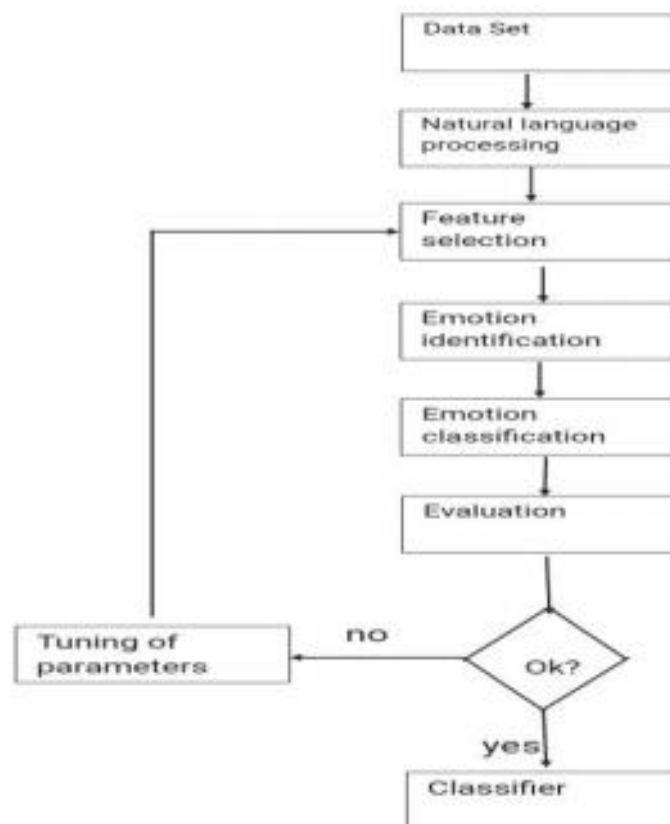 Data Set
Natural language
processing
Feature
selection
Emotion
identification
Emotion
classification
Evaluation
Ok?
no
Tuning of
parameters
yes
Classifier